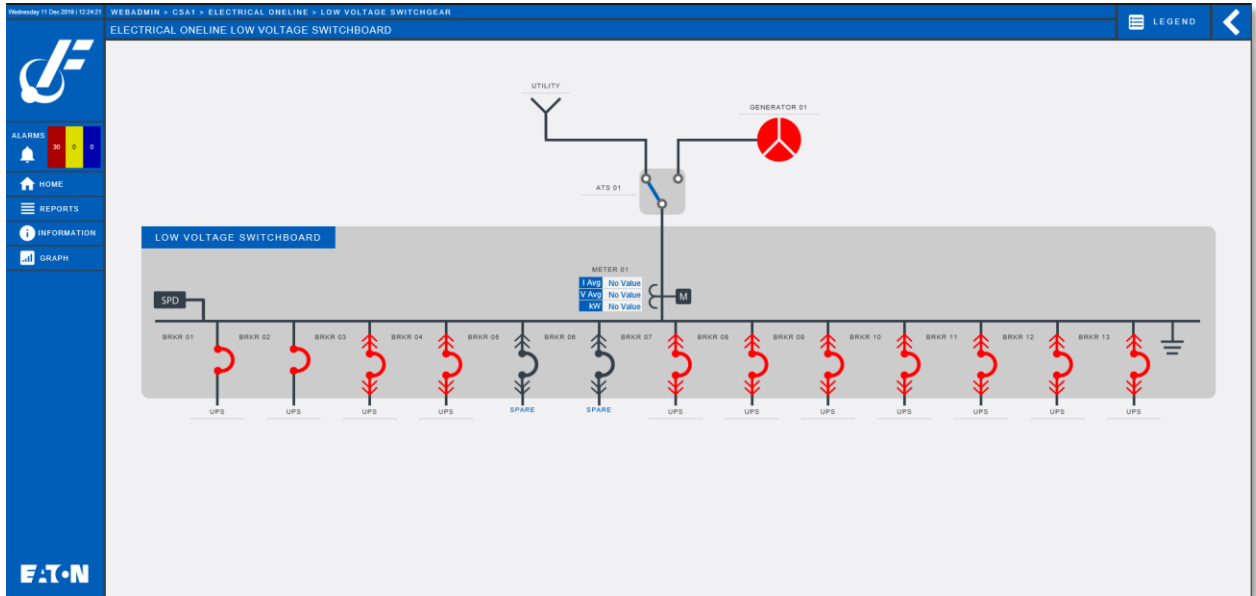 Wednesday 11 Dec 2019 | 12:24:21
WEBADMIN > CSA1 > ELECTRICAL ONELINE > LOW VOLTAGE SWITCHGEAR
ELECTRICAL ONELINE LOW VOLTAGE SWITCHBOARD
LEGEND
ALARMS
30 0 0
HOME
REPORTS
INFORMATION
GRAPH
UTILITY
GENERATOR 01
ATS 01
LOW VOLTAGE SWITCHBOARD
METER 01
I Avg No Value
V Avg No Value
kW No Value
M
SPD
BRKR 01 BRKR 02 BRKR 03 BRKR 04 BRKR 05 BRKR 06 BRKR 07 BRKR 08 BRKR 09 BRKR 10 BRKR 11 BRKR 12 BRKR 13
UPS UPS UPS UPS SPARE SPARE UPS UPS UPS UPS UPS UPS UPS
EATON